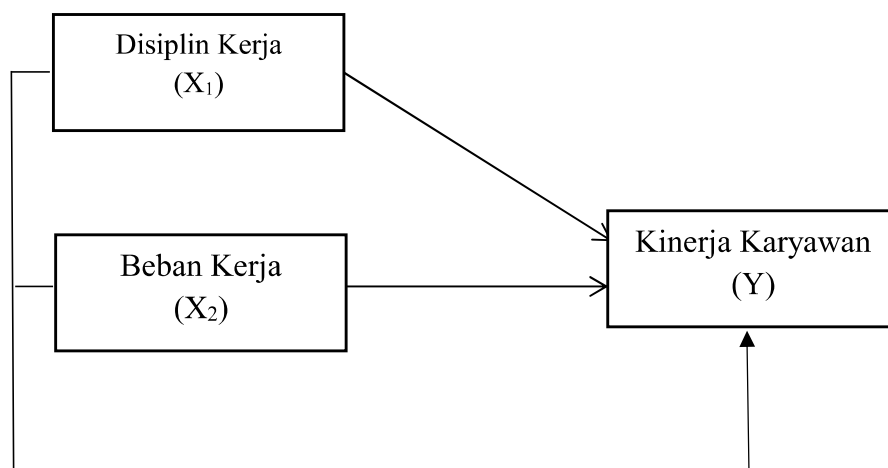 Disiplin Kerja
(X₁)
Beban Kerja
(X₂)
Kinerja Karyawan
(Y)